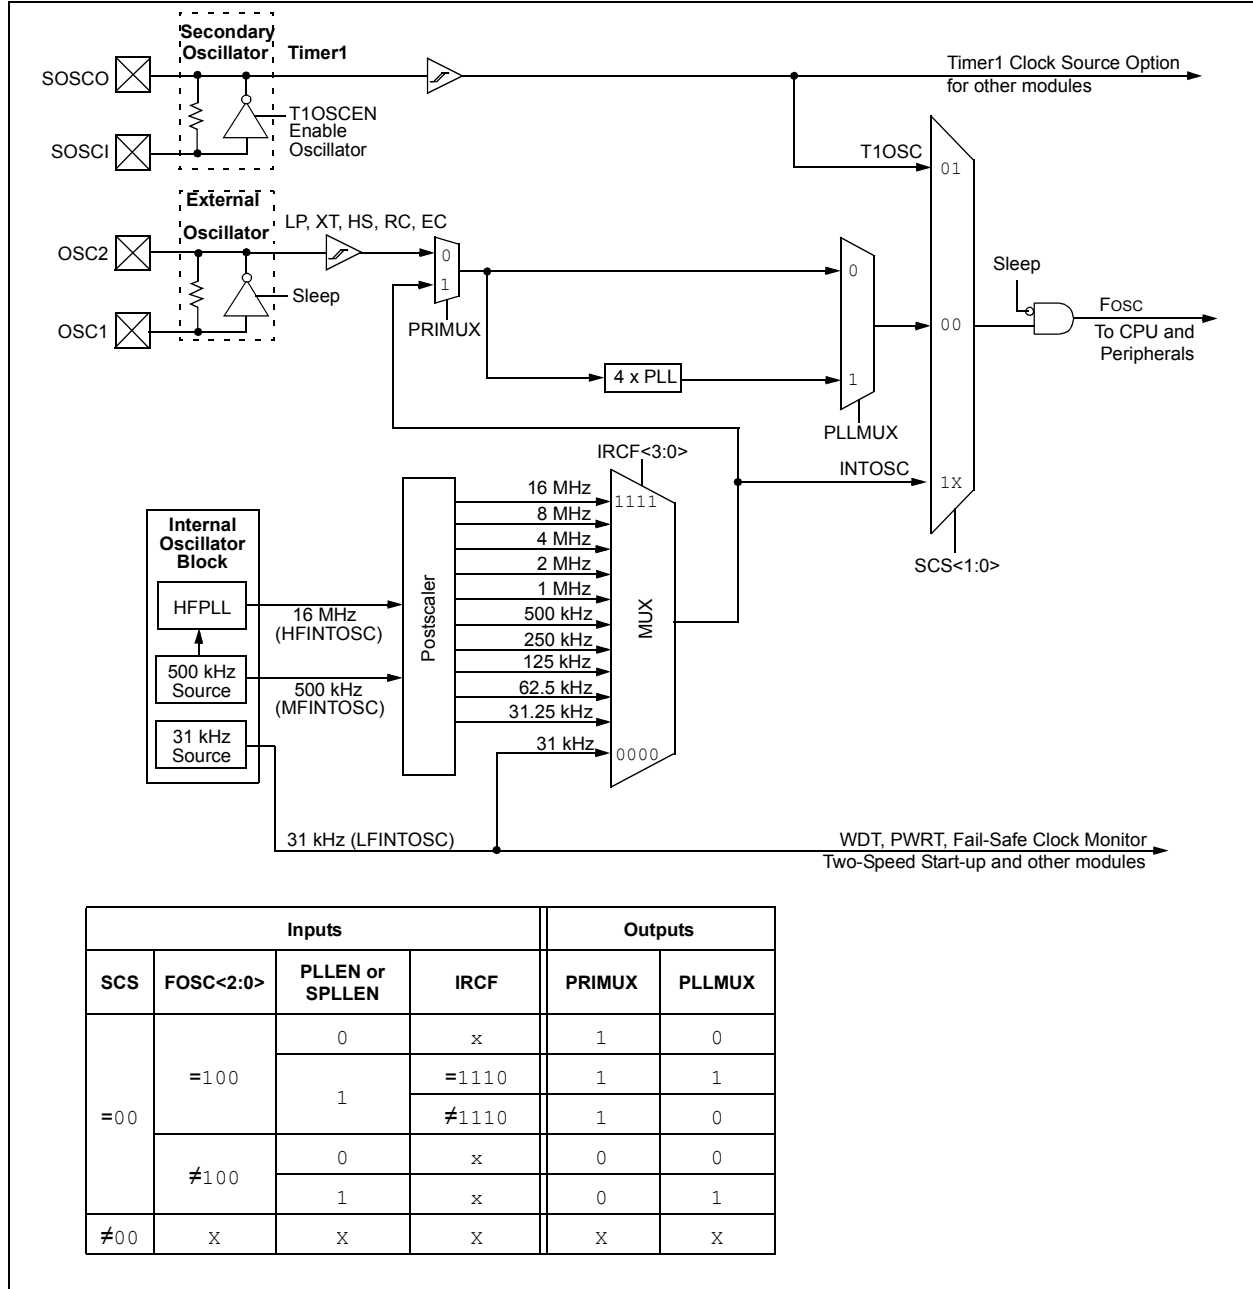 Secondary
Oscillator
Timer1
SOSCO
Timer1 Clock Source Option
for other modules
T1OSCEN
Enable
Oscillator
SOSCI
T1OSC
01
External
Oscillator
LP, XT, HS, RC, EC
OSC2
0
1
PRIMUX
Sleep
OSC1
0
1
4 x PLL
PLLMUX
00
Sleep
FOSC
To CPU and
Peripherals
IRCF<3:0>
INTOSC
1X
SCS<1:0>
Internal
Oscillator
Block
HFPLL
500 kHz
Source
31 kHz
Source
16 MHz
(HFINTOSC)
500 kHz
(MFINTOSC)
Postscaler
16 MHz
8 MHz
4 MHz
2 MHz
1 MHz
500 kHz
250 kHz
125 kHz
62.5 kHz
31.25 kHz
31 kHz
1111
MUX
0000
31 kHz (LFINTOSC)
WDT, PWRT, Fail-Safe Clock Monitor
Two-Speed Start-up and other modules
Inputs Outputs
SCS FOSC<2:0> PLLEN or SPLLEN IRCF PRIMUX PLLMUX
=00 =100 0 x 1 0
1 =1110 1 1
≠1110 1 0
≠100 0 x 0 0
1 x 0 1
≠00 X X X X X